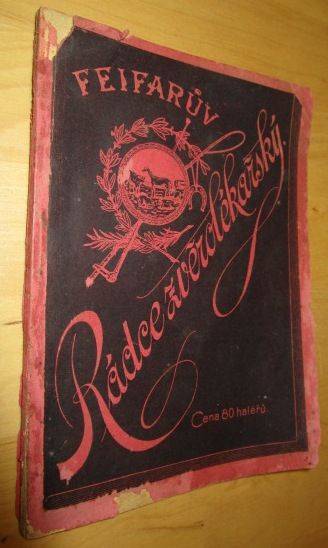 FEIFARŮV
Rádce zvěrolékařský.
Cena 80 haléřů.